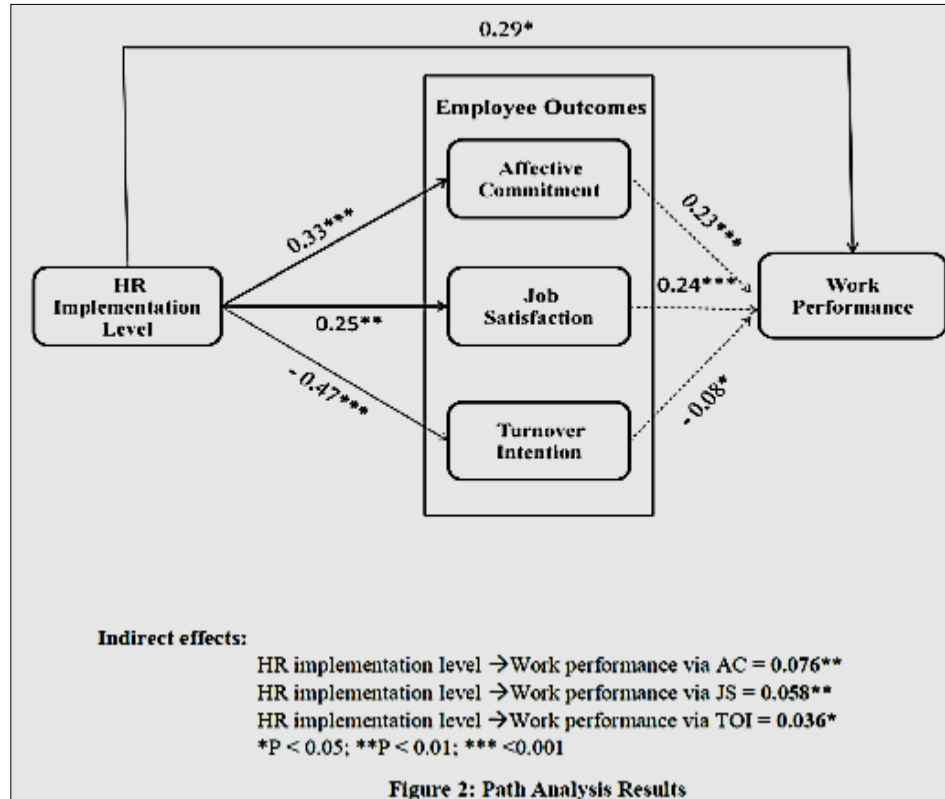 0.29*
Employee Outcomes
Affective
Commitment
0.33***
0.23***
HR
Implementation
Level
0.25**
Job
Satisfaction
0.24***
Work
Performance
- 0.47***
- 0.08*
Turnover
Intention
Indirect effects:
HR implementation level →Work performance via AC = 0.076**
HR implementation level →Work performance via JS = 0.058**
HR implementation level →Work performance via TOI = 0.036*
*P < 0.05; **P < 0.01; *** <0.001
Figure 2: Path Analysis Results